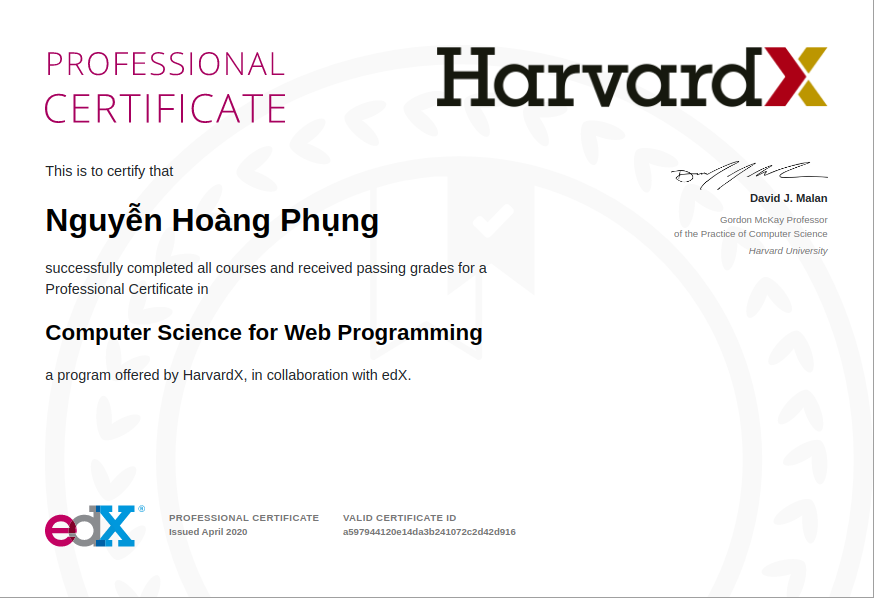 PROFESSIONAL
CERTIFICATE
HarvardX
This is to certify that
Nguyễn Hoàng Phụng
successfully completed all courses and received passing grades for a
Professional Certificate in
Computer Science for Web Programming
a program offered by HarvardX, in collaboration with edX.
David J. Malan
Gordon McKay Professor
of the Practice of Computer Science
Harvard University
edX®
PROFESSIONAL CERTIFICATE
Issued April 2020
VALID CERTIFICATE ID
a597944120e14da3b241072c2d42d916